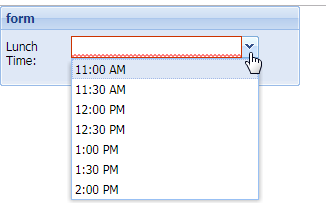 form
Lunch
Time:
11:00 AM
11:30 AM
12:00 PM
12:30 PM
1:00 PM
1:30 PM
2:00 PM